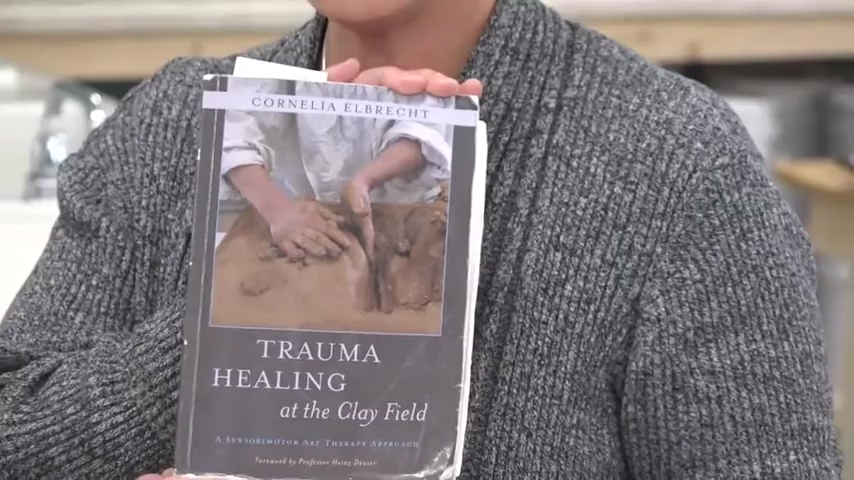 CORNELIA ELBRECHT
TRAUMA
HEALING
at the Clay Field
A SENSORIMOTOR ART THERAPY APPROACH
Foreword by Professor Heinz Deuser